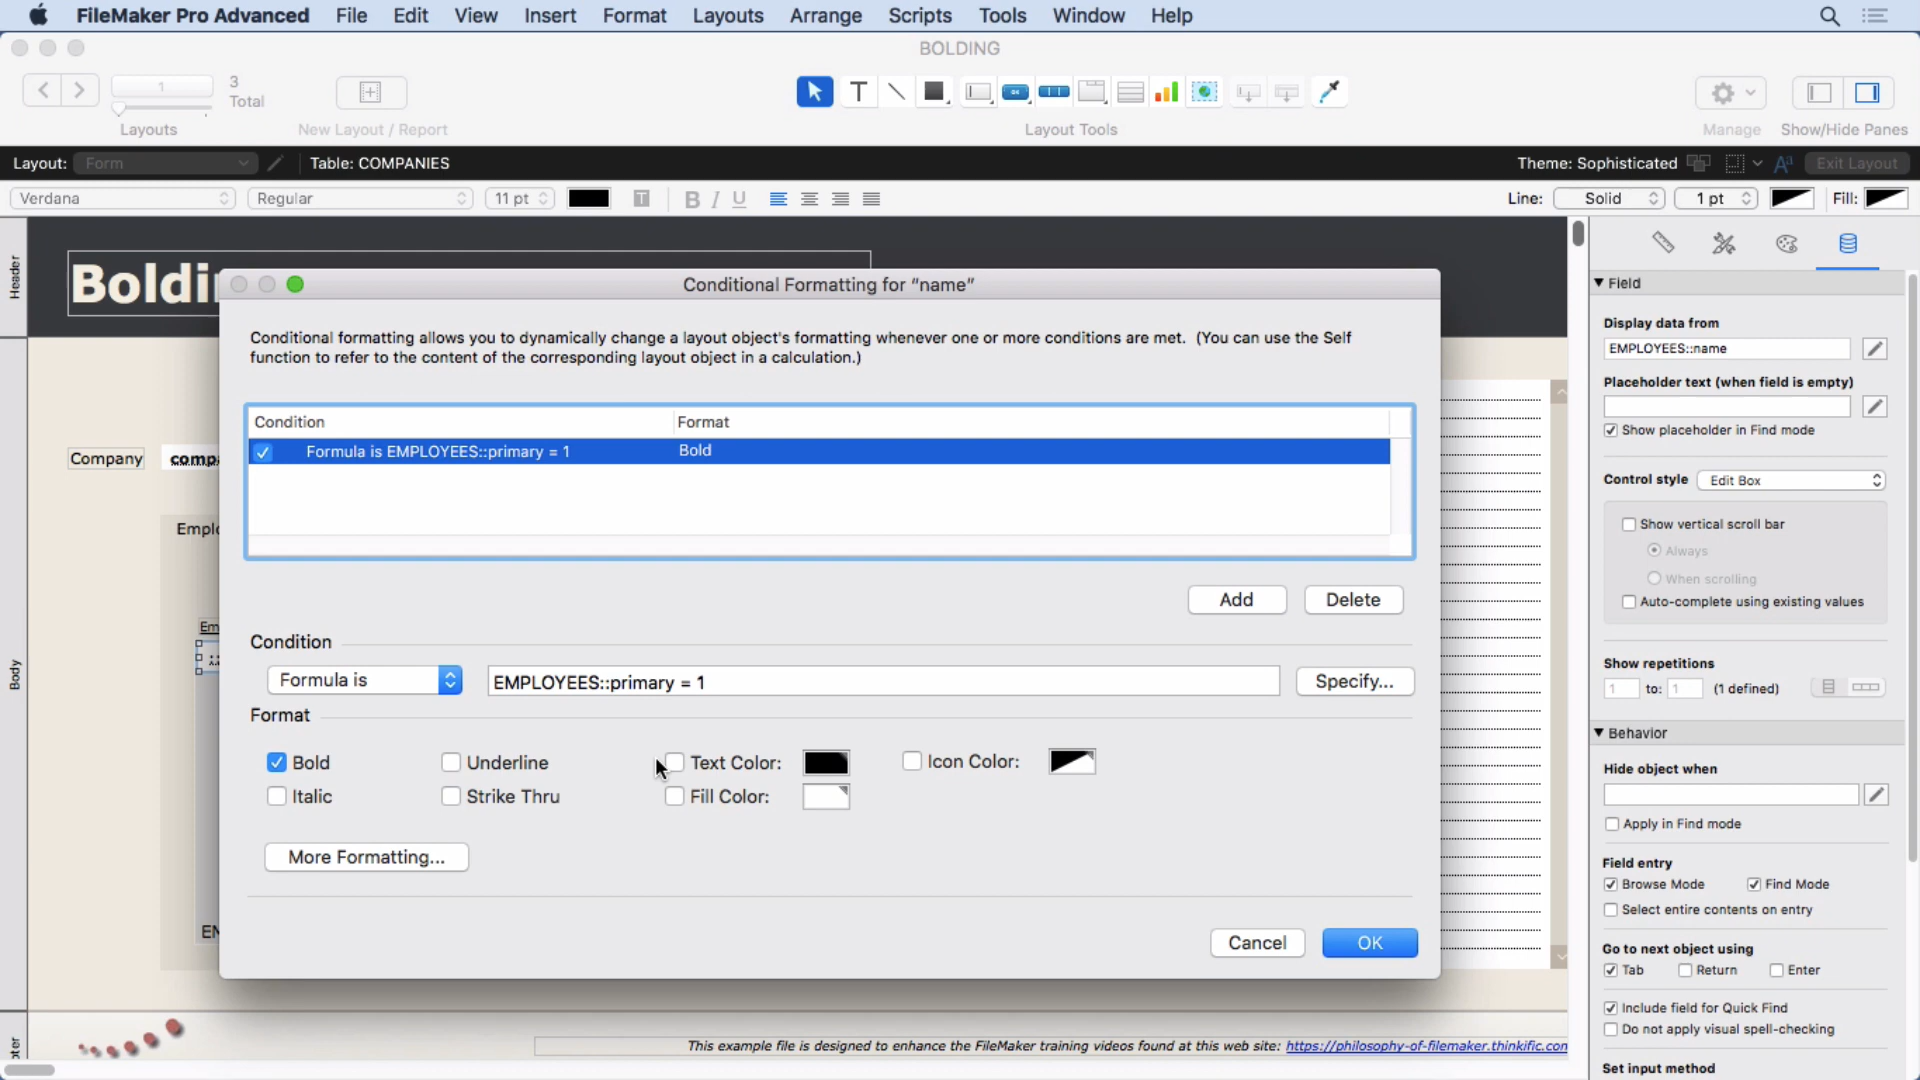 FileMaker Pro Advanced File Edit View Insert Format Layouts Arrange Scripts Tools Window Help
BOLDING
1
3
Total
Layouts
New Layout / Report
Layout Tools
Manage
Show/Hide Panes
Layout: Form
Table: COMPANIES
Theme: Sophisticated
Exit Layout
Verdana
Regular
11 pt
B I U
Line: Solid
1 pt
Fill:
Header
Body
Conditional Formatting for “name”
Conditional formatting allows you to dynamically change a layout object's formatting whenever one or more conditions are met. (You can use the Self
function to refer to the content of the corresponding layout object in a calculation.)
Condition Format
Formula is EMPLOYEES::primary = 1 Bold
Company
Add
Delete
Condition
Formula is
EMPLOYEES::primary = 1
Specify...
Format
Bold
Underline
Text Color:
Icon Color:
Italic
Strike Thru
Fill Color:
More Formatting...
Cancel
OK
This example file is designed to enhance the FileMaker training videos found at this web site: https://philosophy-of-filemaker.thinkific.con
Field
Display data from
EMPLOYEES::name
Placeholder text (when field is empty)
Show placeholder in Find mode
Control style Edit Box
Show vertical scroll bar
Always
When scrolling
Auto-complete using existing values
Show repetitions
1 to: 1 (1 defined)
Behavior
Hide object when
Apply in Find mode
Field entry
Browse Mode Find Mode
Select entire contents on entry
Go to next object using
Tab Return Enter
Include field for Quick Find
Do not apply visual spell-checking
Set input method